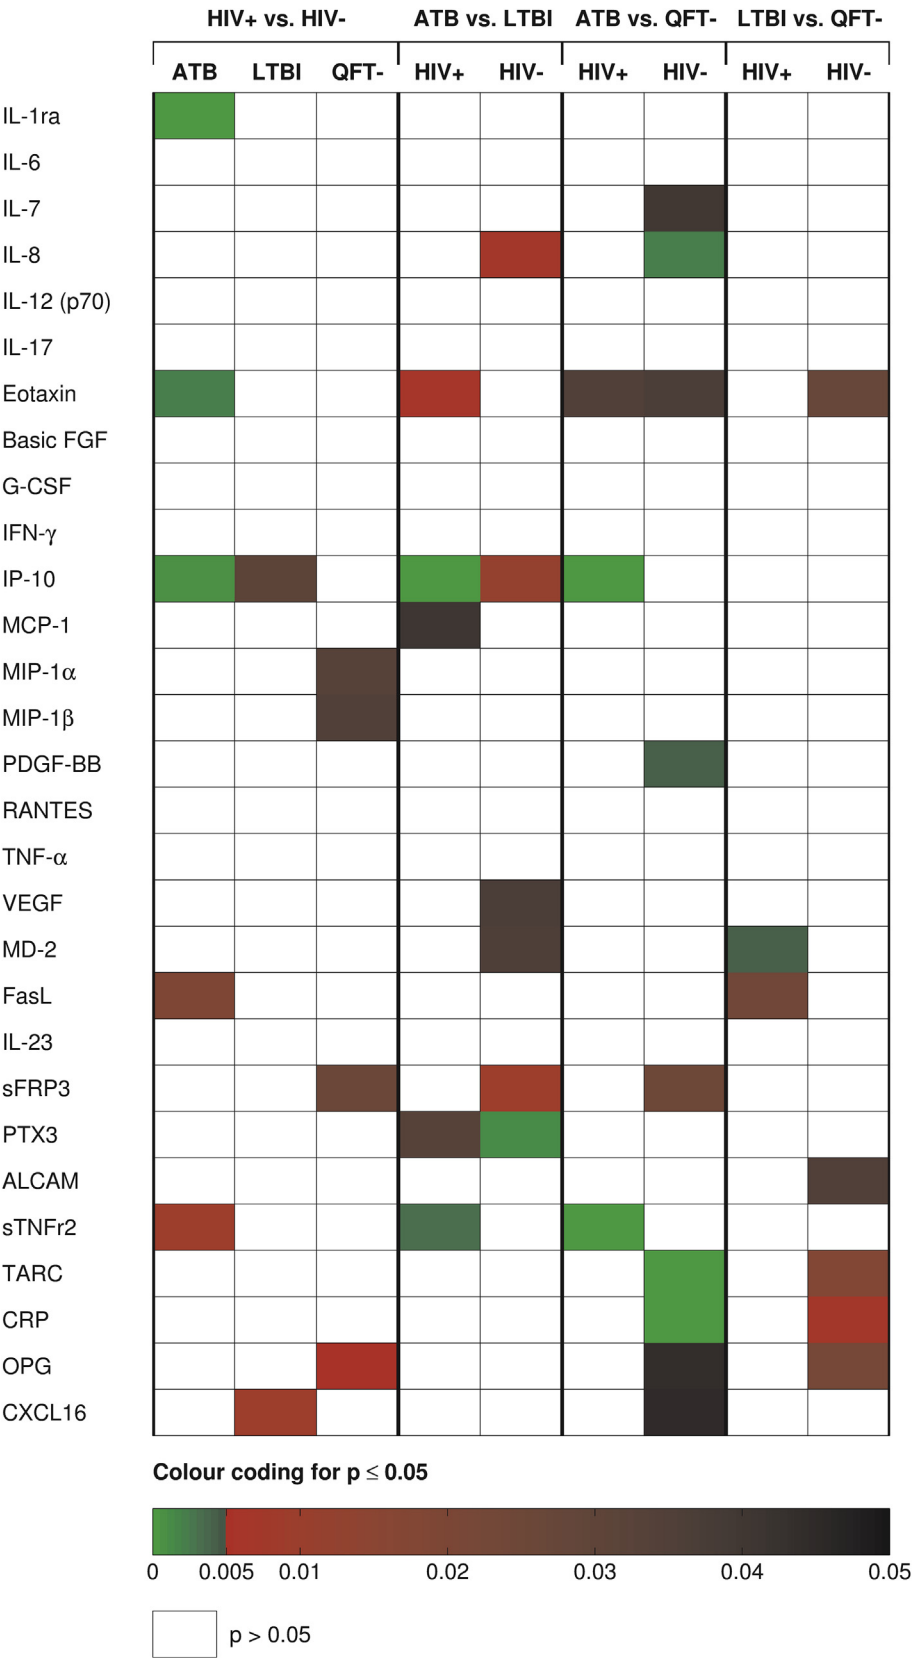 HIV+ vs. HIV- ATB vs. LTBI ATB vs. QFT- LTBI vs. QFT-
ATB LTBI QFT- HIV+ HIV- HIV+ HIV- HIV+ HIV-
IL-1ra
IL-6
IL-7
IL-8
IL-12 (p70)
IL-17
Eotaxin
Basic FGF
G-CSF
IFN-γ
IP-10
MCP-1
MIP-1α
MIP-1β
PDGF-BB
RANTES
TNF-α
VEGF
MD-2
FasL
IL-23
sFRP3
PTX3
ALCAM
sTNFr2
TARC
CRP
OPG
CXCL16
Colour coding for p ≤ 0.05
0 0.005 0.01 0.02 0.03 0.04 0.05
p > 0.05